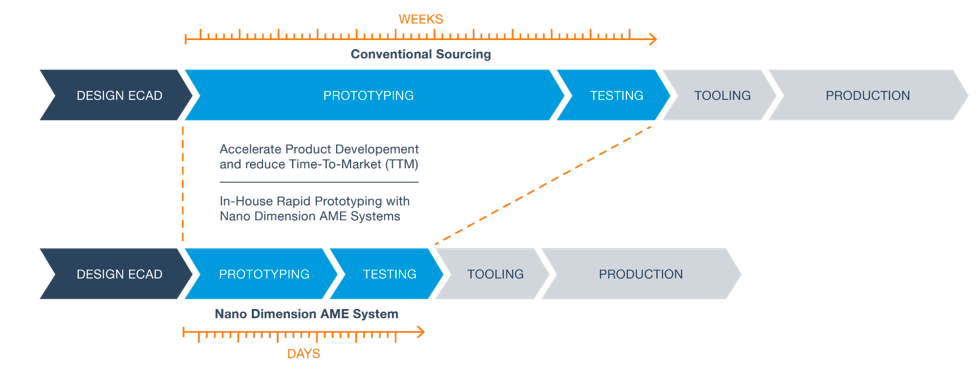 WEEKS
Conventional Sourcing
DESIGN ECAD
PROTOTYPING
TESTING
TOOLING
PRODUCTION
Accelerate Product Developement
and reduce Time-To-Market (TTM)
In-House Rapid Prototyping with
Nano Dimension AME Systems
DESIGN ECAD
PROTOTYPING
TESTING
TOOLING
PRODUCTION
Nano Dimension AME System
DAYS